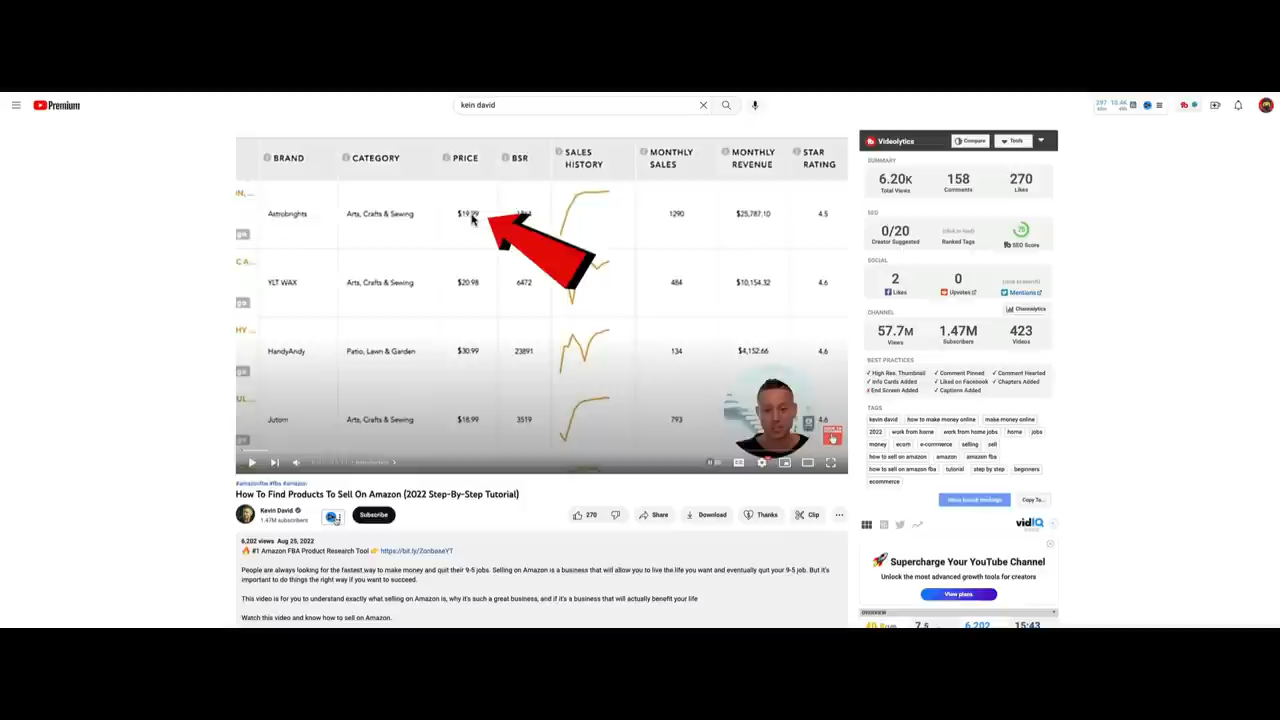 Premium
kein david
BRAND CATEGORY PRICE BSR SALES HISTORY MONTHLY SALES MONTHLY REVENUE STAR RATING
Astrobrights Arts, Crafts & Sewing 1290 $25,787.10 4.5
YLT WAX Arts, Crafts & Sewing $20.98 6472 484 $10,154.32 4.6
HandyAndy Patio, Lawn & Garden $30.99 23891 134 $4,152.66 4.6
Jutom Arts, Crafts & Sewing $18.99 3519 793 4.6
#amazonfba #fba #amazon
How To Find Products To Sell On Amazon (2022 Step-By-Step Tutorial)
Kevin David
1.47M subscribers
Subscribe
270
Share
Download
Thanks
Clip
6,202 views Aug 25, 2022
🔥 #1 Amazon FBA Product Research Tool 👉 https://bit.ly/ZonbaseYT
People are always looking for the fastest way to make money and quit their 9-5 jobs. Selling on Amazon is a business that will allow you to live the life you want and eventually quit your 9-5 job. But it's
important to do things the right way if you want to succeed.
This video is for you to understand exactly what selling on Amazon is, why it's such a great business, and if it's a business that will actually benefit your life
Watch this video and know how to sell on Amazon.
Videolytics
Compare
Tools
SUMMARY
6.20K 158 270
Total Views Comments Likes
SEO
0/20
Creator Suggested Ranked Tags SEO Score
SOCIAL
2 0
Likes Upvotes Mentions
CHANNEL
Channelytics
57.7M 1.47M 423
Views Subscribers Videos
BEST PRACTICES
✓ High Res. Thumbnail ✓ Comment Pinned ✓ Comment Hearted
✓ Info Cards Added ✓ Liked on Facebook ✓ Chapters Added
x End Screen Added ✓ Captions Added
TAGS
kevin david how to make money online make money online
2022 work from home work from home jobs home jobs
money ecom e-commerce selling sell
how to sell on amazon amazon amazon fba
how to sell on amazon fba tutorial step by step beginners
ecommerce
Copy To...
vidIQ
Supercharge Your YouTube Channel
Unlock the most advanced growth tools for creators
View plans
OVERVIEW
6,202 15:43